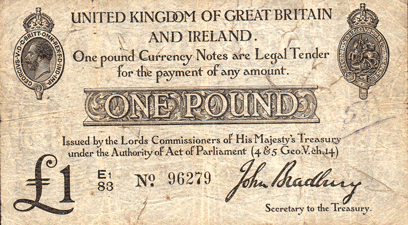 UNITED KINGDOM OF GREAT BRITAIN
AND IRELAND.
One pound Currency Notes are Legal Tender
for the payment of any amount.
ONE POUND
Issued by the Lords Commissioners of His Majesty's Treasury
under the Authority of Act of Parliament (4 & 5 Geo.V. ch.14)
£1
E1/83 No. 96279
John Bradbury
Secretary to the Treasury.